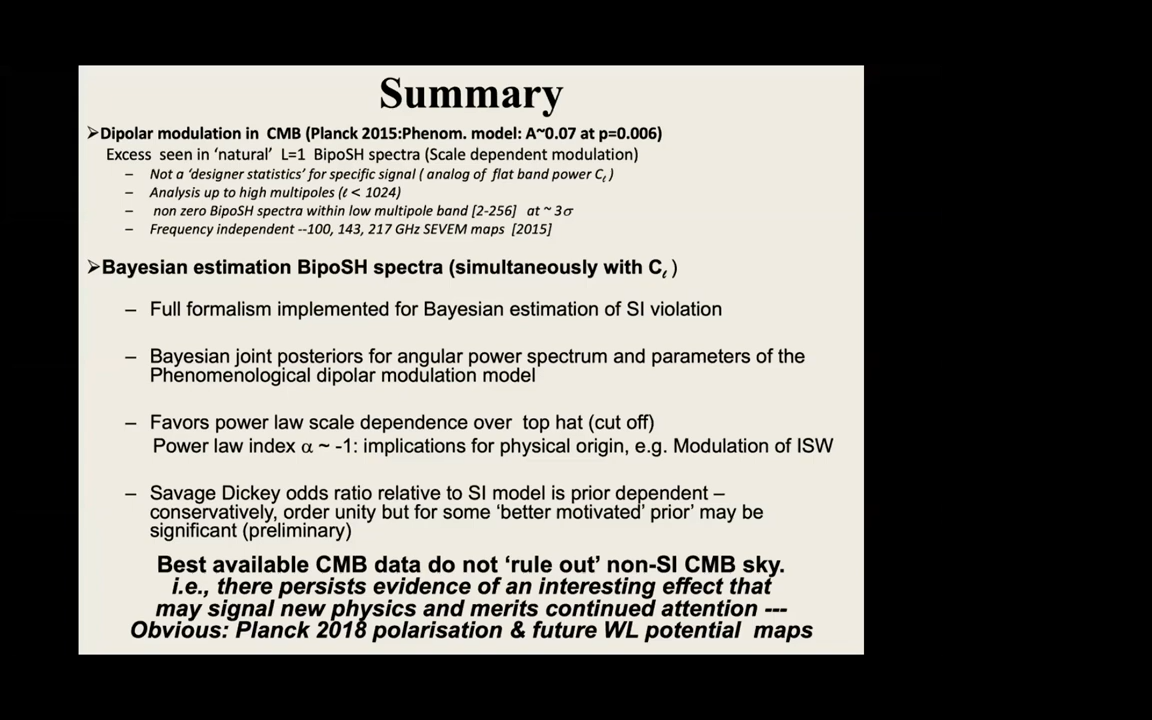 Summary
➢Dipolar modulation in CMB (Planck 2015:Phenom. model: A~0.07 at p=0.006)
Excess seen in ‘natural’ L=1 BipoSH spectra (Scale dependent modulation)
– Not a ‘designer statistics’ for specific signal ( analog of flat band power Cℓ )
– Analysis up to high multipoles (ℓ < 1024)
– non zero BipoSH spectra within low multipole band [2-256] at ~ 3σ
– Frequency independent --100, 143, 217 GHz SEVEM maps [2015]
➢Bayesian estimation BipoSH spectra (simultaneously with Cℓ )
– Full formalism implemented for Bayesian estimation of SI violation
– Bayesian joint posteriors for angular power spectrum and parameters of the
Phenomenological dipolar modulation model
– Favors power law scale dependence over top hat (cut off)
Power law index α ~ -1: implications for physical origin, e.g. Modulation of ISW
– Savage Dickey odds ratio relative to SI model is prior dependent –
conservatively, order unity but for some ‘better motivated’ prior’ may be
significant (preliminary)
Best available CMB data do not ‘rule out’ non-SI CMB sky.
i.e., there persists evidence of an interesting effect that
may signal new physics and merits continued attention ---
Obvious: Planck 2018 polarisation & future WL potential maps